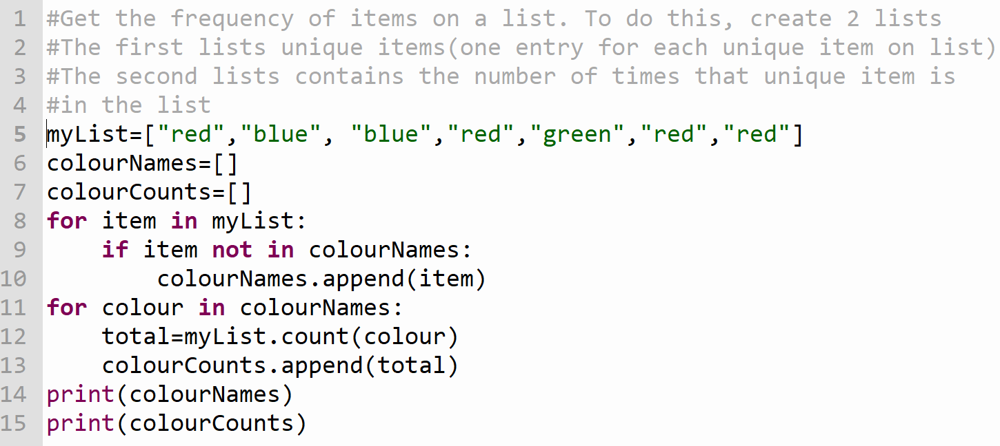 1 #Get the frequency of items on a list. To do this, create 2 lists
2 #The first lists unique items(one entry for each unique item on list)
3 #The second lists contains the number of times that unique item is
4 #in the list
5 myList=["red","blue", "blue","red","green","red","red"]
6 colourNames=[]
7 colourCounts=[]
8 for item in myList:
9     if item not in colourNames:
10         colourNames.append(item)
11 for colour in colourNames:
12     total=myList.count(colour)
13     colourCounts.append(total)
14 print(colourNames)
15 print(colourCounts)